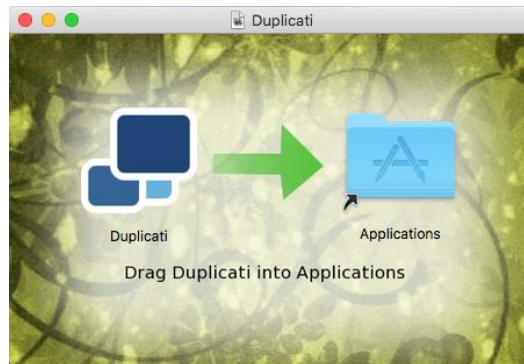 Duplicati
Duplicati
Applications
Drag Duplicati into Applications